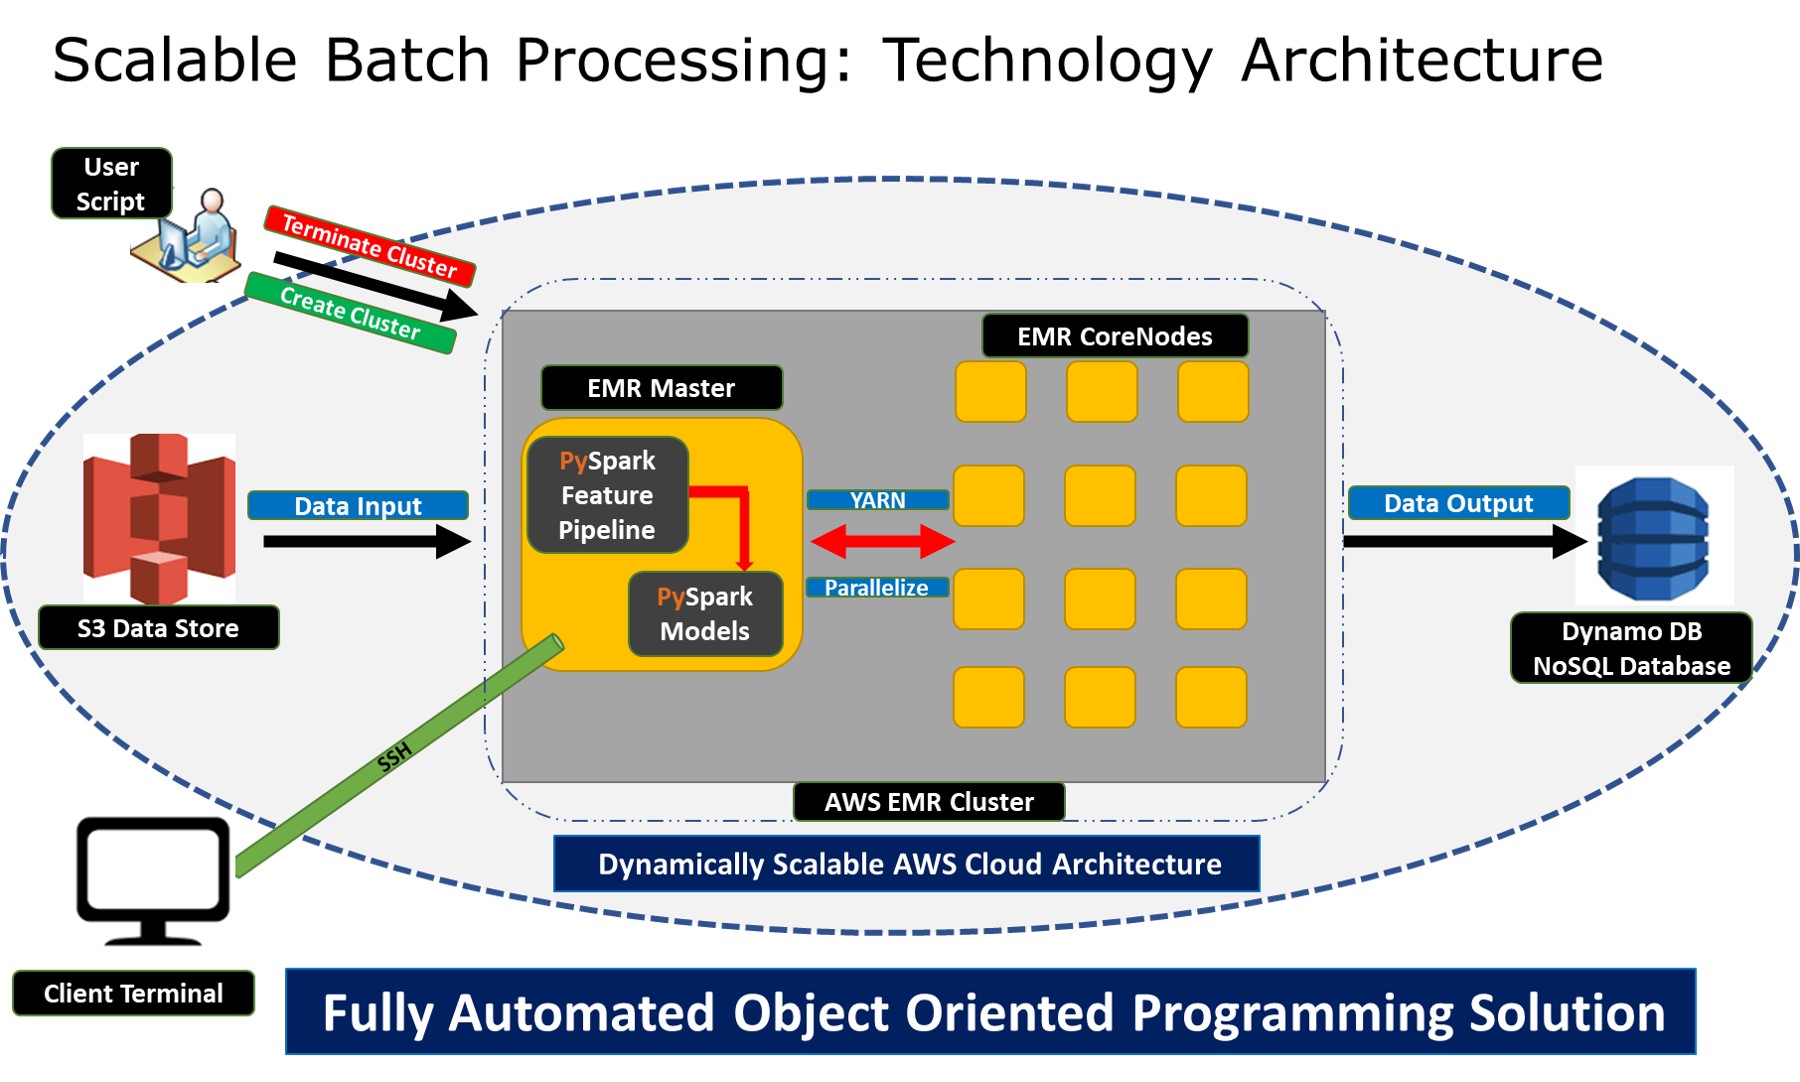 Scalable Batch Processing: Technology Architecture
User
Script
Terminate Cluster
Create Cluster
EMR CoreNodes
EMR Master
PySpark
Feature
Pipeline
PySpark
Models
YARN
Parallelize
Data Input
S3 Data Store
Data Output
Dynamo DB
NoSQL Database
SSH
AWS EMR Cluster
Dynamically Scalable AWS Cloud Architecture
Client Terminal
Fully Automated Object Oriented Programming Solution